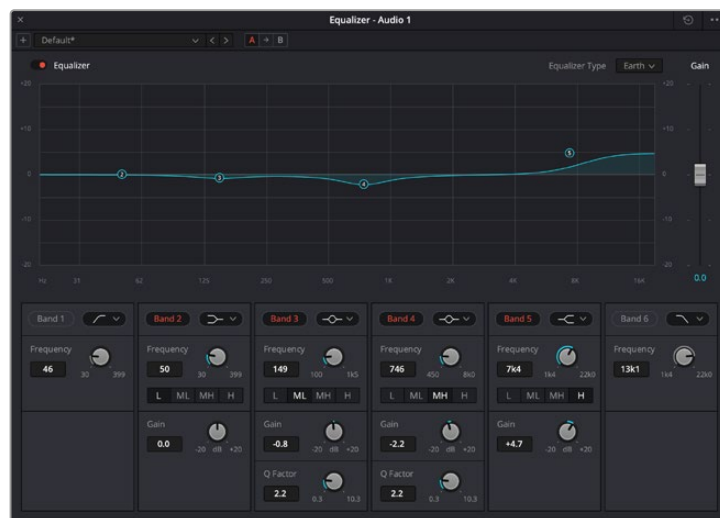 Equalizer - Audio 1
Default*
A
B
Equalizer
Equalizer Type
Earth
Gain
+20
+20
+10
+10
0
0
-10
-10
-20
-20
2
3
4
5
Hz 31 62 125 250 500 1K 2K 4K 8K 16K
0.0
Band 1
Band 2
Band 3
Band 4
Band 5
Band 6
Frequency
46
30 399
Frequency
50
30 399
L ML MH H
Gain
0.0
-20 dB +20
Frequency
149
100 1k5
L ML MH H
Gain
-0.8
-20 dB +20
Q Factor
2.2
0.3 10.3
Frequency
746
450 8k0
L ML MH H
Gain
-2.2
-20 dB +20
Q Factor
2.2
0.3 10.3
Frequency
7k4
1k4 22k0
L ML MH H
Gain
+4.7
-20 dB +20
Frequency
13k1
1k4 22k0